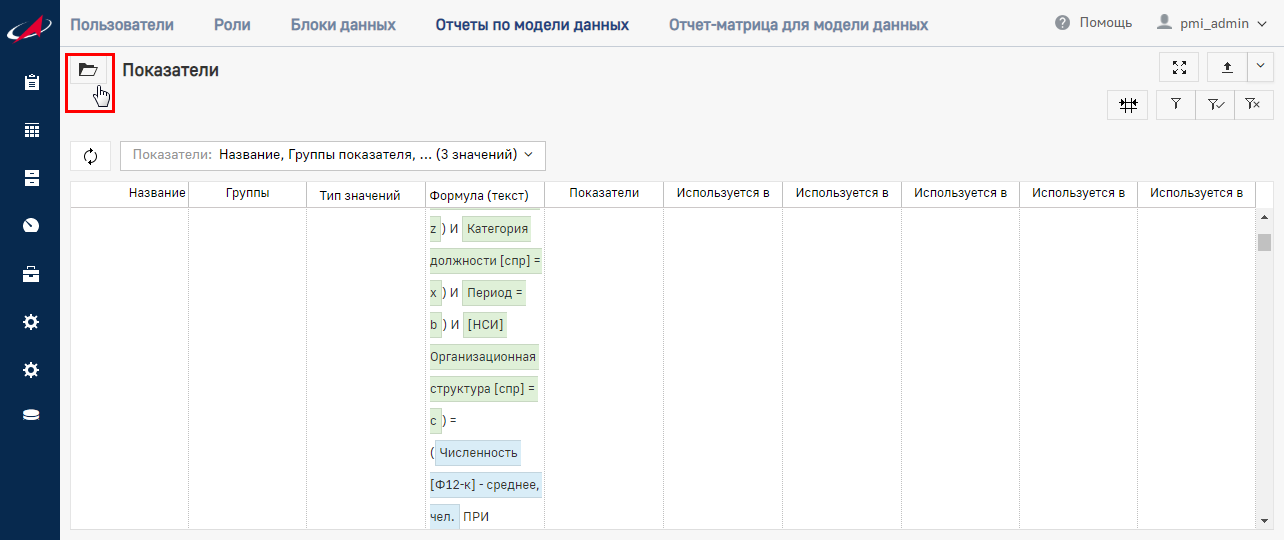 Пользователи Роли Блоки данных Отчеты по модели данных Отчет-матрица для модели данных Помощь pmi_admin
Показатели
Показатели: Название, Группы показателя, ... (3 значений)
Название Группы Тип значений Формула (текст) Показатели Используется в Используется в Используется в Используется в Используется в
z ) И Категория
должности [спр] =
x ) И Период =
b ) И [НСИ]
Организационная
структура [спр] =
c ) =
( Численность
[Ф12-к] - среднее,
чел. ПРИ